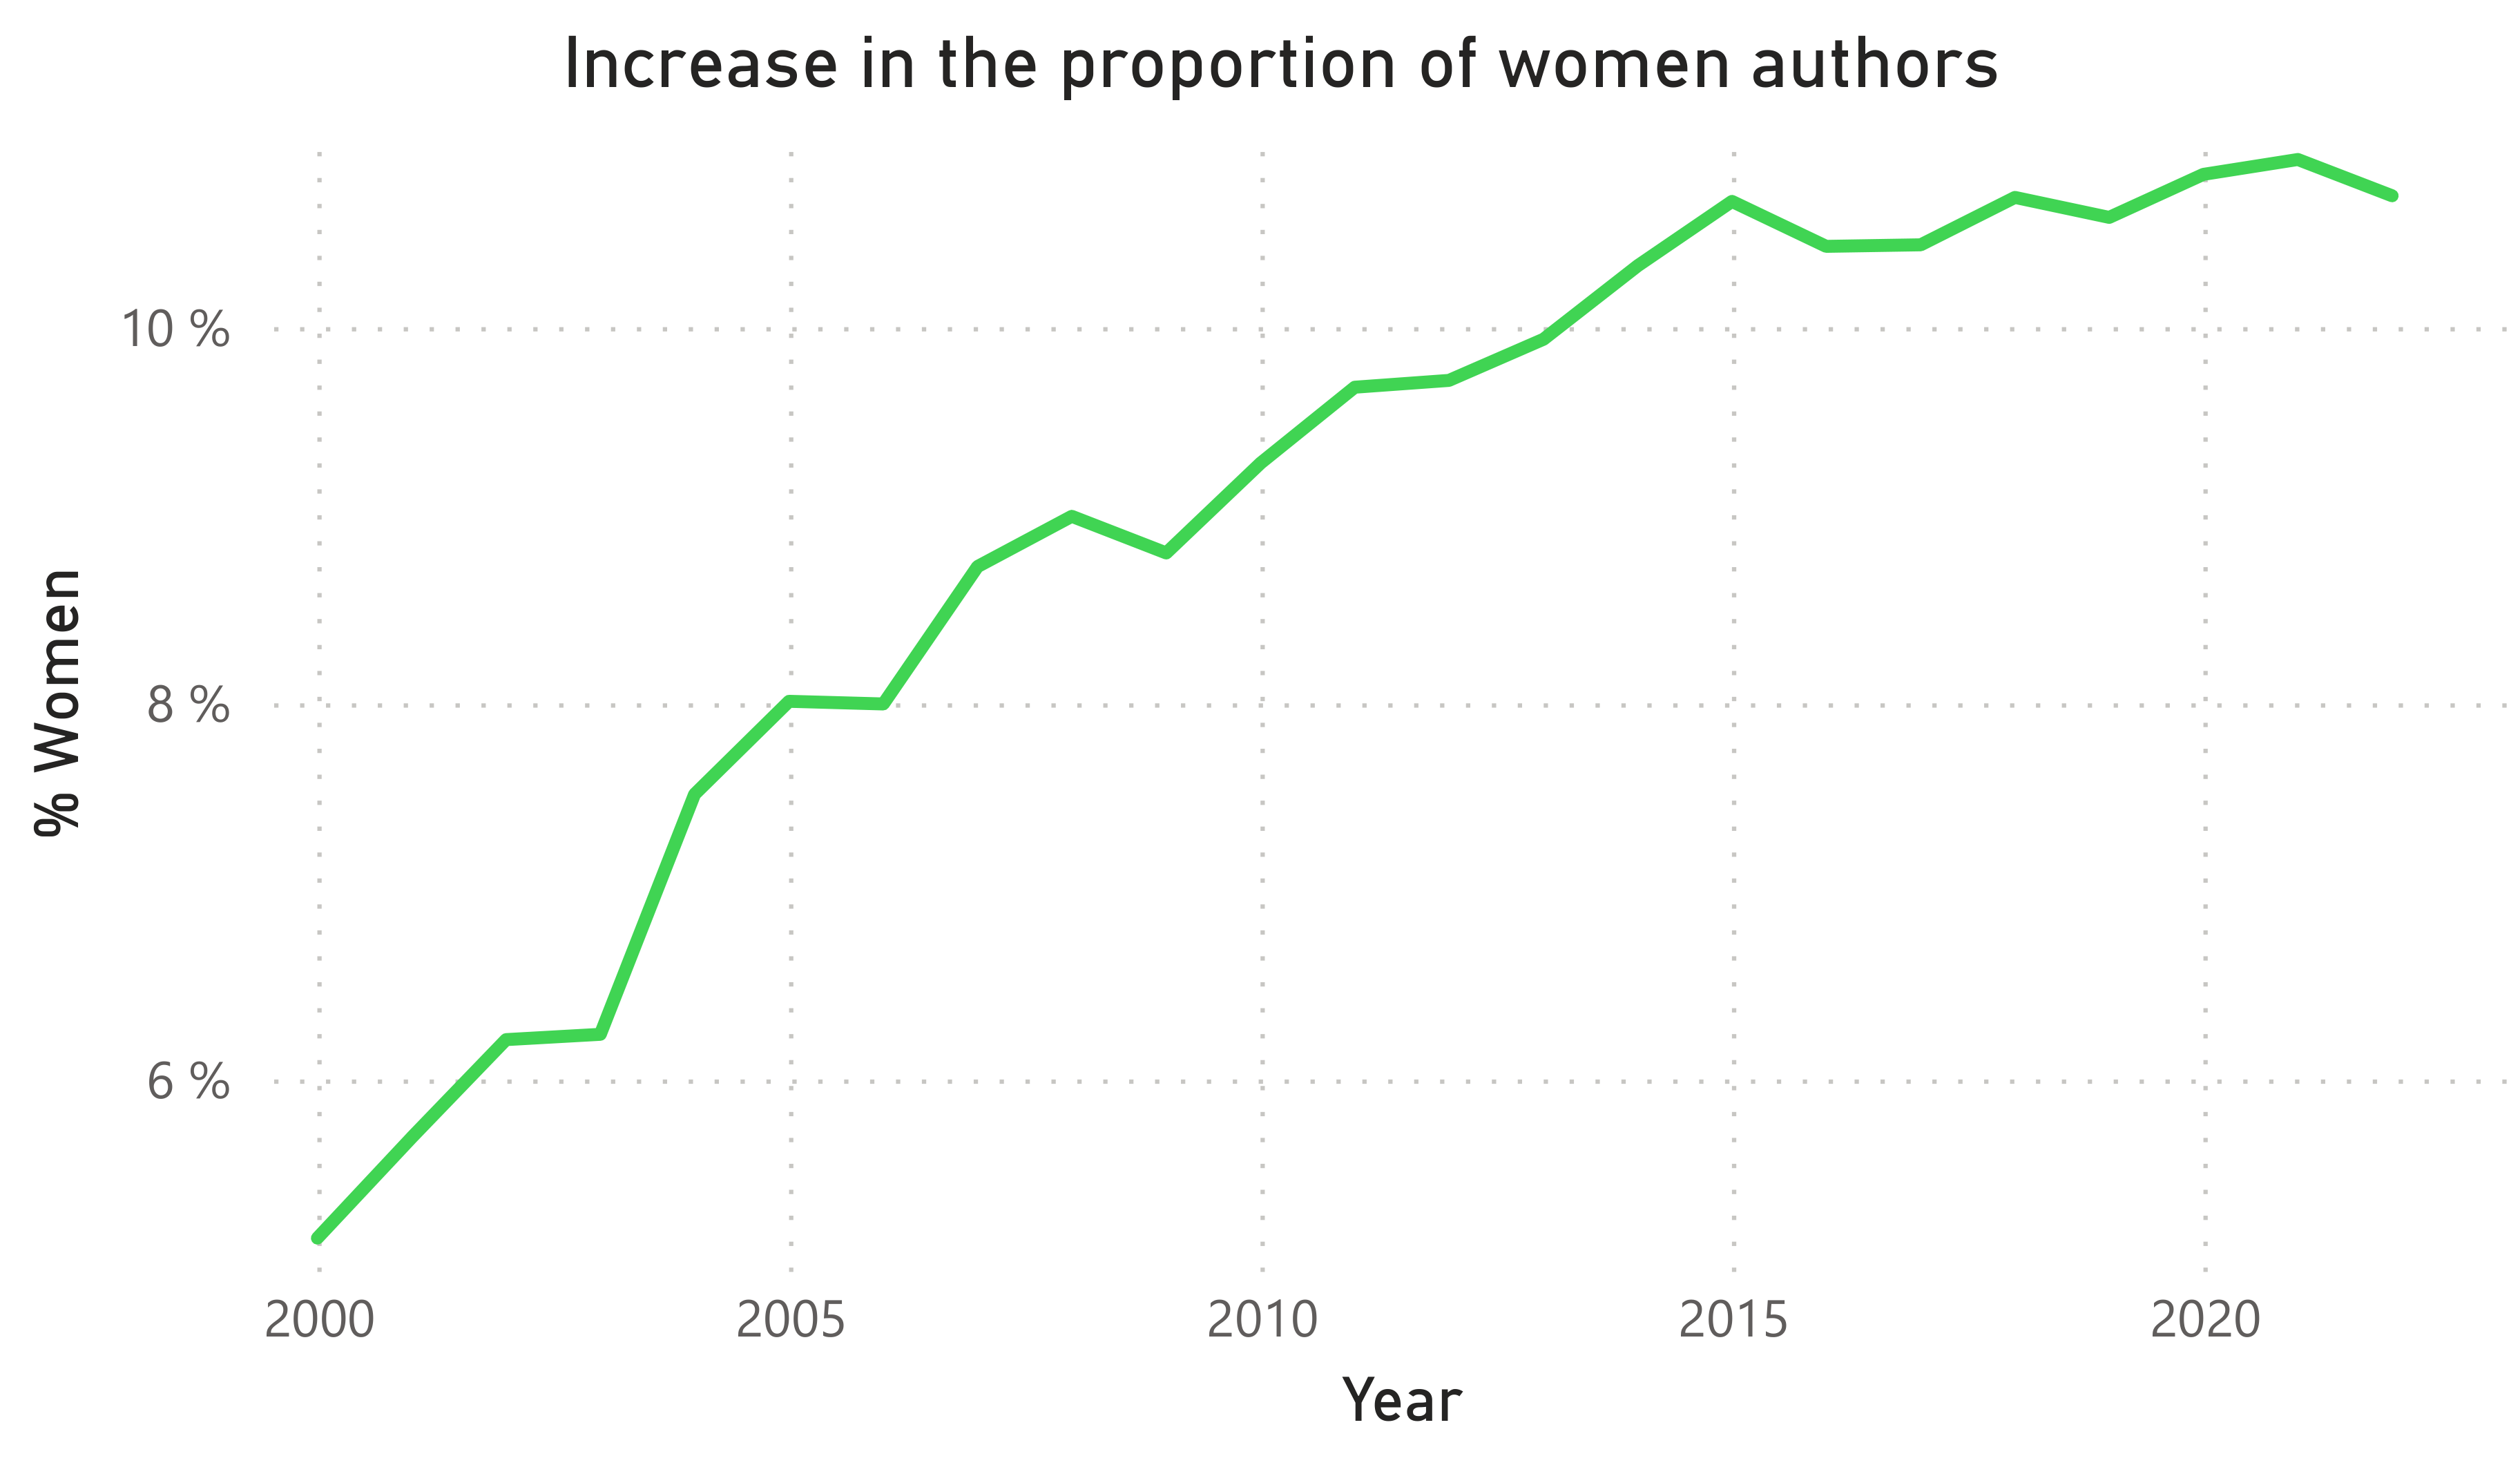 Increase in the proportion of women authors
% Women
10 %
8 %
6 %
2000 2005 2010 2015 2020
Year